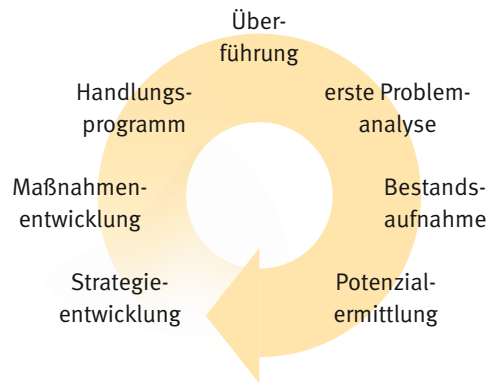 Über-
führung
erste Problem-
analyse
Bestands-
aufnahme
Potenzial-
ermittlung
Strategie-
entwicklung
Maßnahmen-
entwicklung
Handlungs-
programm